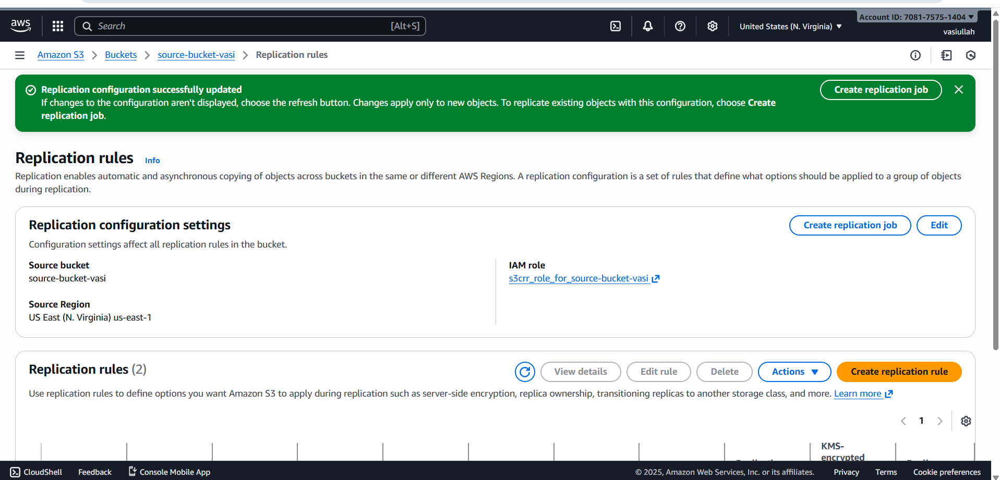 aws
Search [Alt+S]
United States (N. Virginia)
Account ID: 7081-7575-1404
vasiullah
Amazon S3 > Buckets > source-bucket-vasi > Replication rules
Replication configuration successfully updated
If changes to the configuration aren't displayed, choose the refresh button. Changes apply only to new objects. To replicate existing objects with this configuration, choose Create
replication job.
Create replication job
Replication rules Info
Replication enables automatic and asynchronous copying of objects across buckets in the same or different AWS Regions. A replication configuration is a set of rules that define what options should be applied to a group of objects
during replication.
Replication configuration settings
Create replication job Edit
Configuration settings affect all replication rules in the bucket.
Source bucket
source-bucket-vasi
Source Region
US East (N. Virginia) us-east-1
IAM role
s3crr_role_for_source-bucket-vasi
Replication rules (2)
View details Edit rule Delete Actions Create replication rule
Use replication rules to define options you want Amazon S3 to apply during replication such as server-side encryption, replica ownership, transitioning replicas to another storage class, and more. Learn more
1
KMS-
encrypted
CloudShell Feedback Console Mobile App © 2025, Amazon Web Services, Inc. or its affiliates. Privacy Terms Cookie preferences